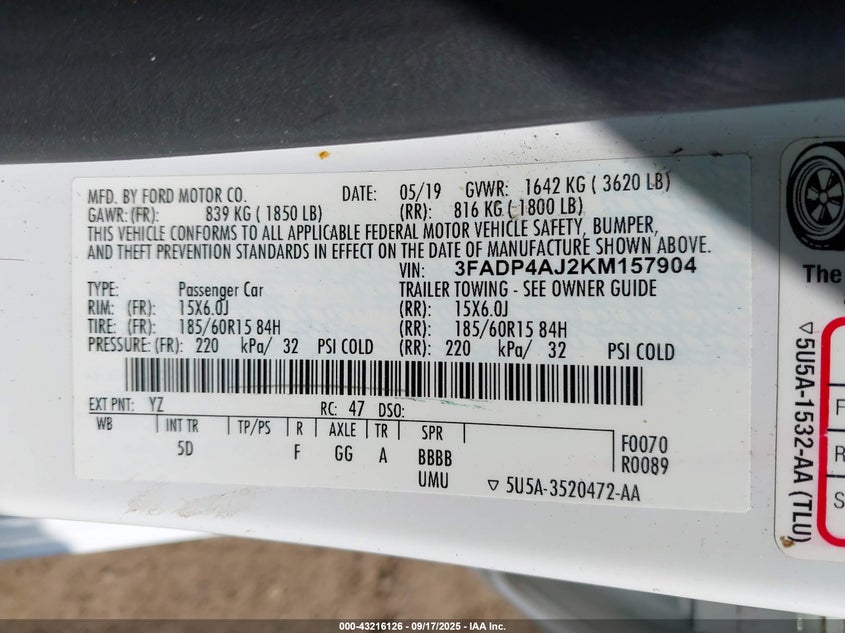 MFD. BY FORD MOTOR CO. DATE: 05/19 GVWR: 1642 KG ( 3620 LB)
GAWR:(FR): 839 KG ( 1850 LB) (RR): 816 KG ( 1800 LB)
THIS VEHICLE CONFORMS TO ALL APPLICABLE FEDERAL MOTOR VEHICLE SAFETY, BUMPER,
AND THEFT PREVENTION STANDARDS IN EFFECT ON THE DATE OF MANUFACTURE SHOWN ABOVE.
VIN: 3FADP4AJ2KM157904
TYPE: Passenger Car TRAILER TOWING - SEE OWNER GUIDE
RIM: (FR): 15X6.0J (RR): 15X6.0J
TIRE: (FR): 185/60R15 84H (RR): 185/60R15 84H
PRESSURE: (FR): 220 kPa/ 32 PSI COLD (RR): 220 kPa/ 32 PSI COLD
EXT PNT: YZ RC: 47 DSO:
WB INT TR TP/PS R AXLE TR SPR F0070
5D F GG A BBBB R0089
UMU ▽ 5U5A-3520472-AA
The
▽5U5A-1532-AA (TLU)
F
R
S
000-43216126 - 09/17/2025 - IAA Inc.